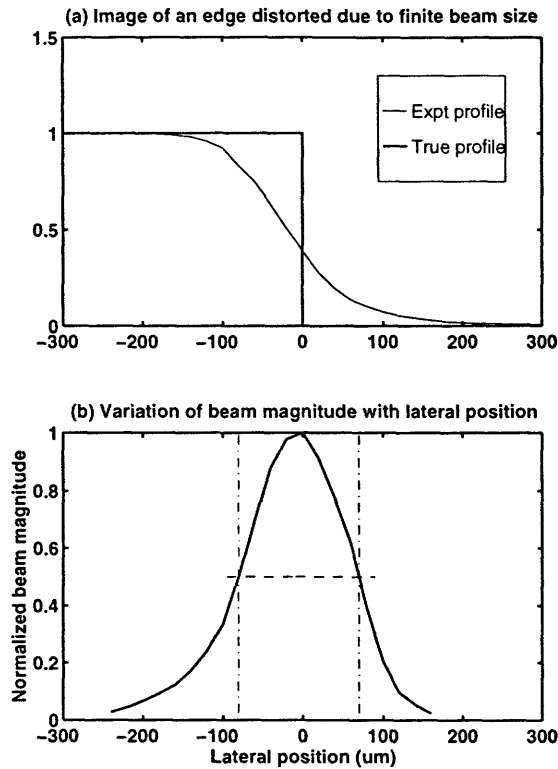 (a) Image of an edge distorted due to finite beam size
1.5
1
0.5
0
Expt profile
True profile
−300 −200 −100 0 100 200 300
(b) Variation of beam magnitude with lateral position
Normalized beam magnitude
1
0.8
0.6
0.4
0.2
0
−300 −200 −100 0 100 200 300
Lateral position (um)